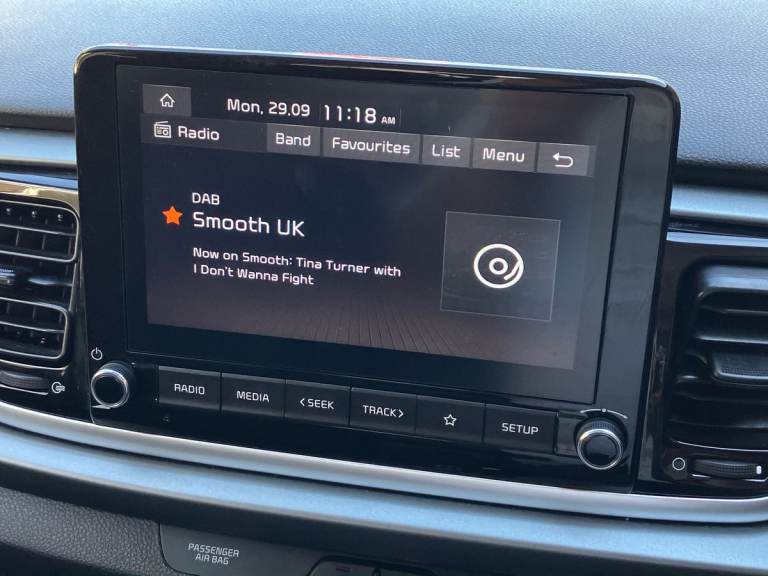 Mon, 29.09 11:18 AM
Radio Band Favourites List Menu
DAB
Smooth UK
Now on Smooth: Tina Turner with
I Don't Wanna Fight
RADIO MEDIA <SEEK TRACK> SETUP
PASSENGER
AIR BAG